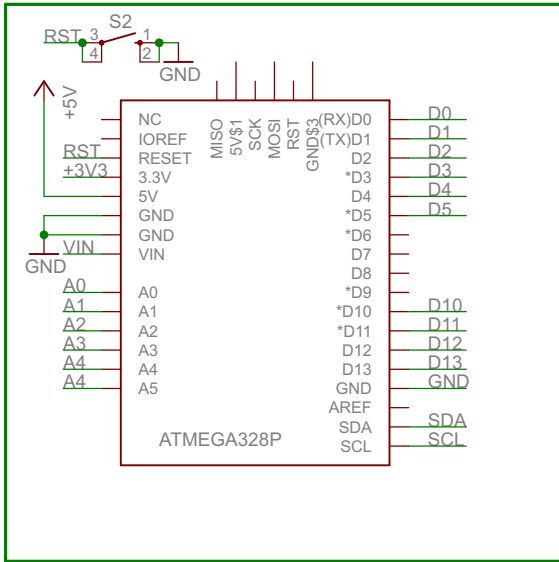 S2
RST 3 1
4 2
GND
+5V
MISO
5V$1
SCK
MOSI
RST
GND$3
NC (RX)D0 D0
IOREF (TX)D1 D1
RST RESET D2 D2
+3V3 3.3V *D3 D3
5V D4 D4
GND *D5 D5
GND *D6
VIN VIN D7
GND
D8
A0 A0 *D9
A1 A1 *D10 D10
A2 A2 *D11 D11
A3 A3 D12 D12
A4 A4 D13 D13
A4 A5 GND GND
AREF
SDA SDA
ATMEGA328P SCL SCL